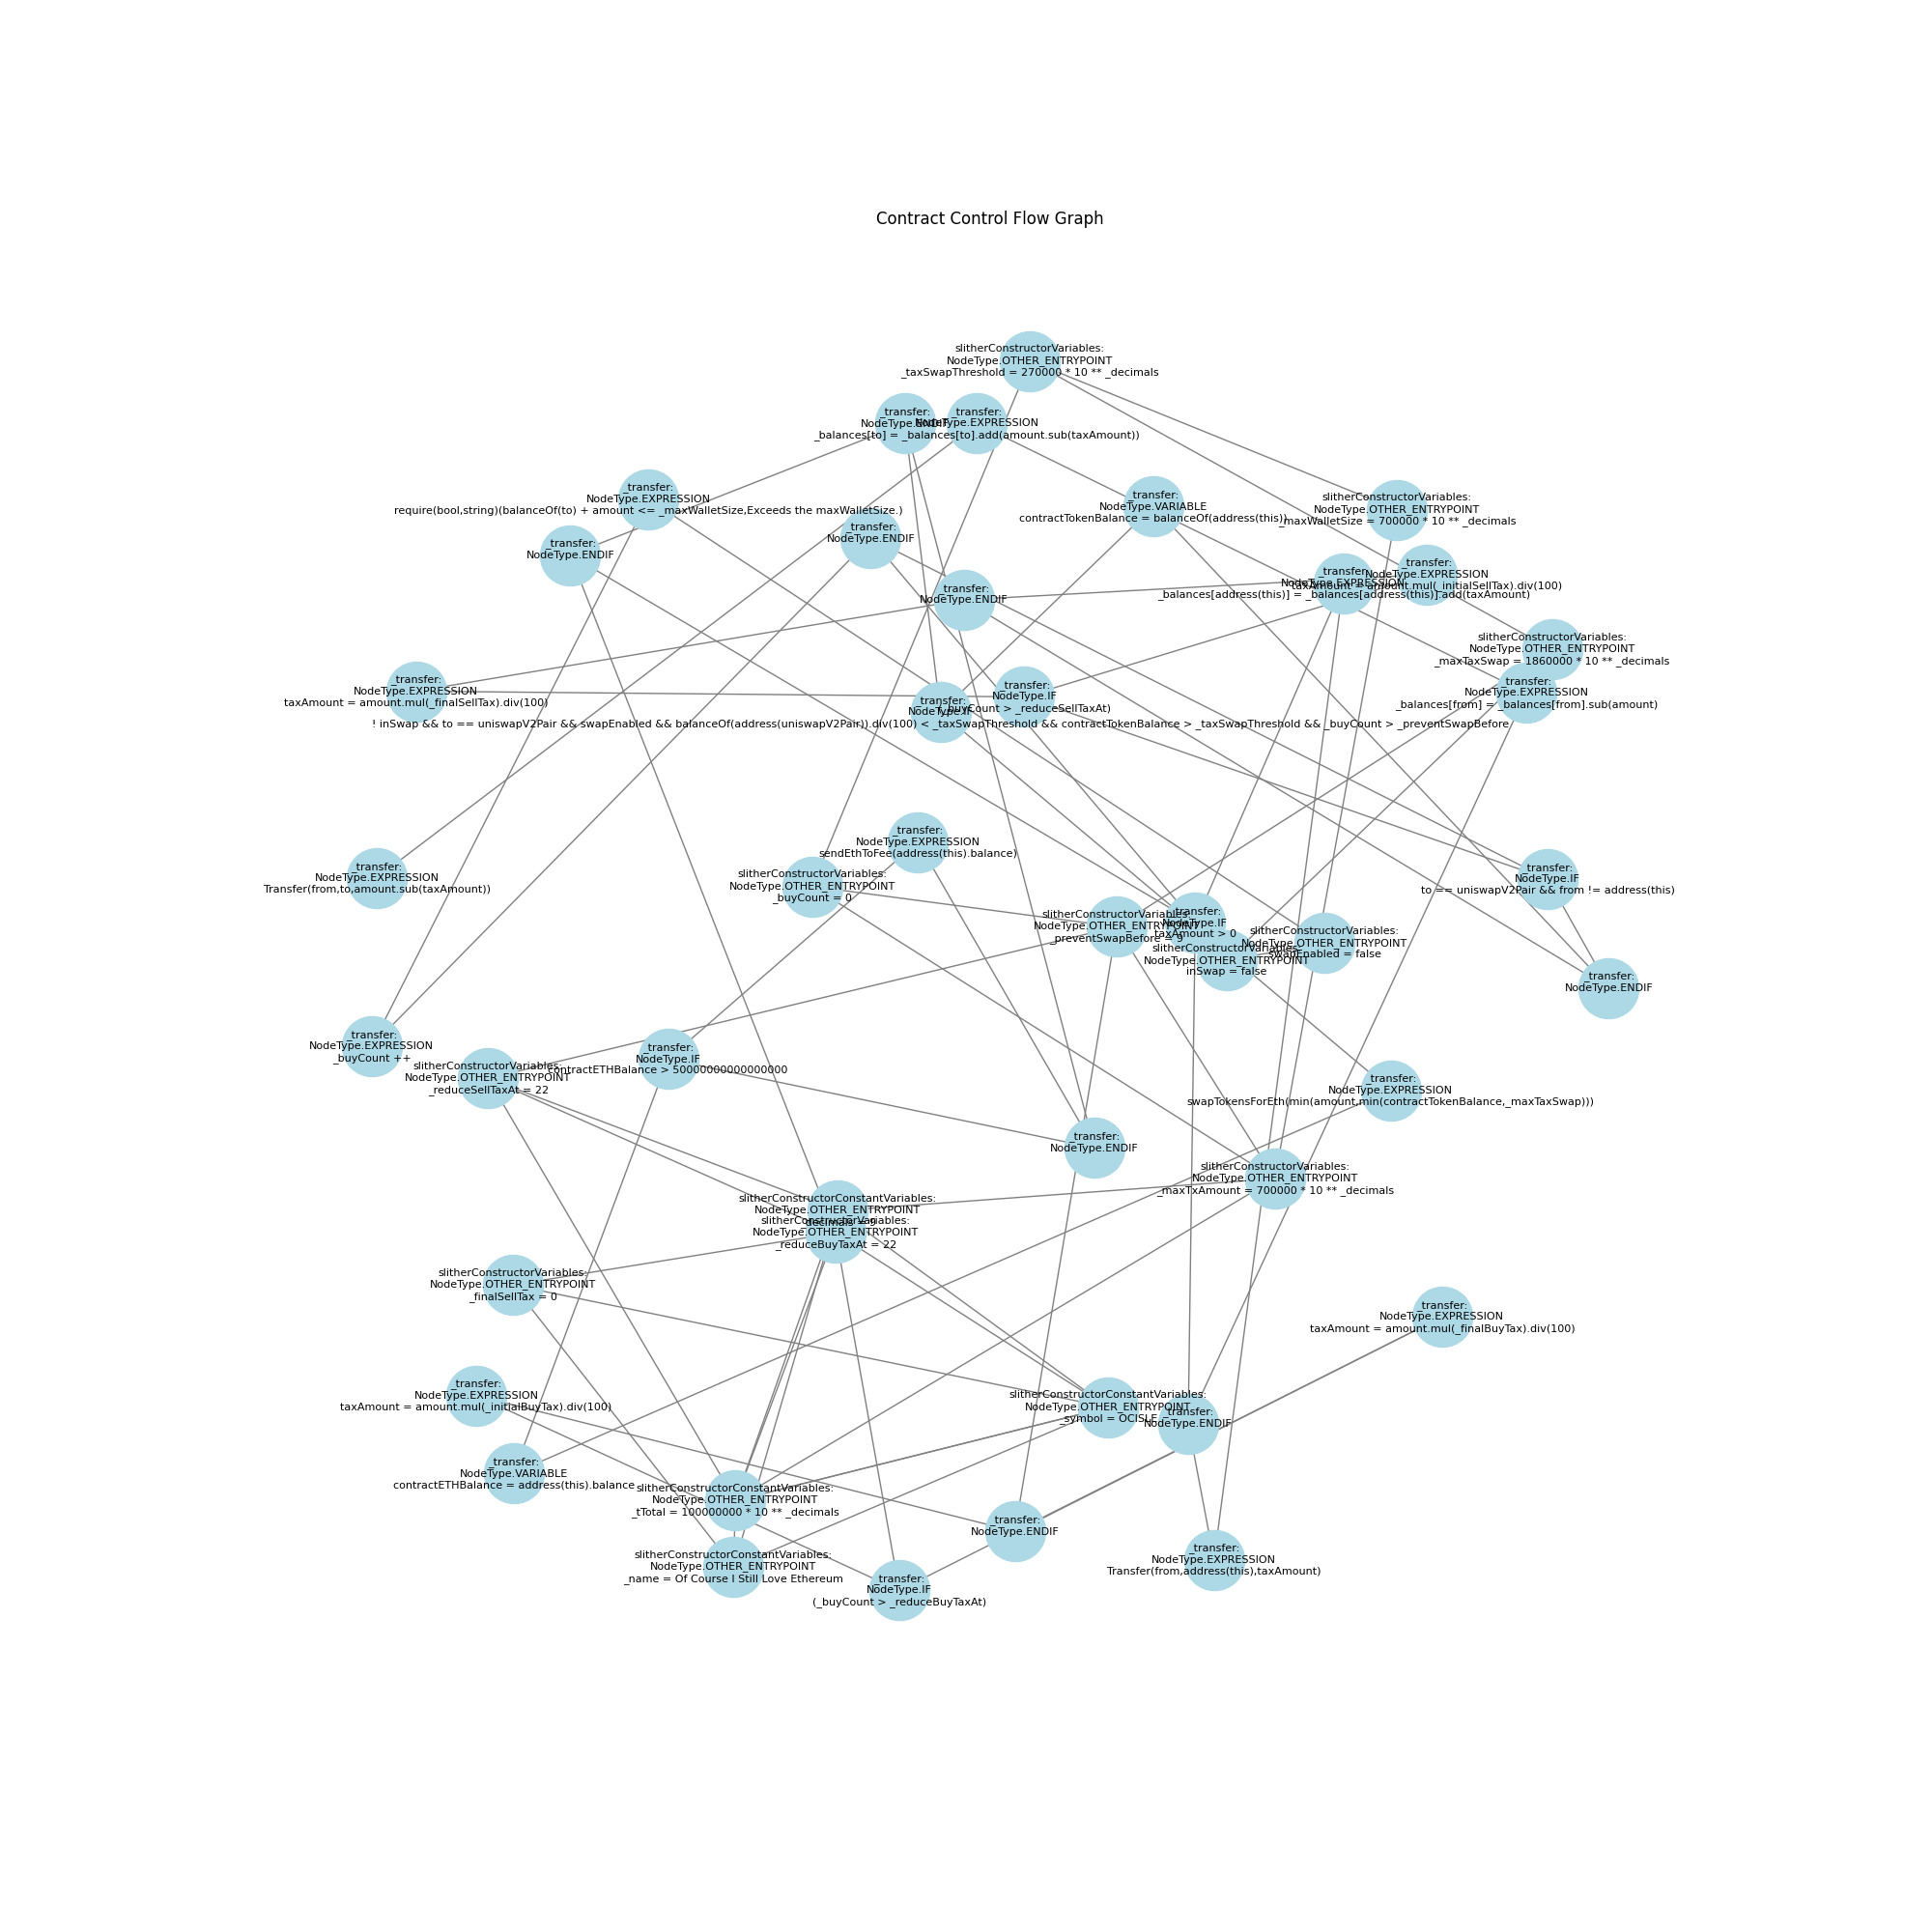 Contract Control Flow Graph
slitherConstructorVariables:
NodeType.OTHER_ENTRYPOINT
_taxSwapThreshold = 270000 * 10 ** _decimals
_transfer:
NodeType.ENDIF
_transfer:
NodeType.EXPRESSION
_balances[to] = _balances[to].add(amount.sub(taxAmount))
_transfer:
NodeType.EXPRESSION
require(bool,string)(balanceOf(to) + amount <= _maxWalletSize,Exceeds the maxWalletSize.)
_transfer:
NodeType.VARIABLE
contractTokenBalance = balanceOf(address(this))
slitherConstructorVariables:
NodeType.OTHER_ENTRYPOINT
_maxWalletSize = 700000 * 10 ** _decimals
_transfer:
NodeType.ENDIF
_transfer:
NodeType.ENDIF
_transfer:
NodeType.ENDIF
_transfer:
NodeType.EXPRESSION
_balances[address(this)] = _balances[address(this)].add(taxAmount)
_transfer:
NodeType.EXPRESSION
taxAmount = amount.mul(_initialSellTax).div(100)
slitherConstructorVariables:
NodeType.OTHER_ENTRYPOINT
_maxTaxSwap = 1860000 * 10 ** _decimals
_transfer:
NodeType.EXPRESSION
_balances[from] = _balances[from].sub(amount)
_transfer:
NodeType.EXPRESSION
taxAmount = amount.mul(_finalSellTax).div(100)
_transfer:
NodeType.IF
(_buyCount > _reduceSellTaxAt)
_transfer:
NodeType.IF
! inSwap && to == uniswapV2Pair && swapEnabled && balanceOf(address(uniswapV2Pair)).div(100) < _taxSwapThreshold && contractTokenBalance > _taxSwapThreshold && _buyCount > _preventSwapBefore
_transfer:
NodeType.EXPRESSION
sendEthToFee(address(this).balance)
_transfer:
NodeType.EXPRESSION
Transfer(from,to,amount.sub(taxAmount))
slitherConstructorVariables:
NodeType.OTHER_ENTRYPOINT
_buyCount = 0
_transfer:
NodeType.IF
to == uniswapV2Pair && from != address(this)
slitherConstructorVariables:
NodeType.OTHER_ENTRYPOINT
_preventSwapBefore = 9
_transfer:
NodeType.IF
taxAmount > 0
slitherConstructorVariables:
NodeType.OTHER_ENTRYPOINT
swapEnabled = false
slitherConstructorVariables:
NodeType.OTHER_ENTRYPOINT
inSwap = false
_transfer:
NodeType.ENDIF
_transfer:
NodeType.EXPRESSION
_buyCount ++
_transfer:
NodeType.IF
contractETHBalance > 50000000000000000
slitherConstructorVariables:
NodeType.OTHER_ENTRYPOINT
_reduceSellTaxAt = 22
_transfer:
NodeType.EXPRESSION
swapTokensForEth(min(amount,min(contractTokenBalance,_maxTaxSwap)))
_transfer:
NodeType.ENDIF
slitherConstructorVariables:
NodeType.OTHER_ENTRYPOINT
_maxTxAmount = 700000 * 10 ** _decimals
slitherConstructorConstantVariables:
NodeType.OTHER_ENTRYPOINT
_decimals = 9
slitherConstructorVariables:
NodeType.OTHER_ENTRYPOINT
_reduceBuyTaxAt = 22
slitherConstructorVariables:
NodeType.OTHER_ENTRYPOINT
_finalSellTax = 0
_transfer:
NodeType.EXPRESSION
taxAmount = amount.mul(_finalBuyTax).div(100)
_transfer:
NodeType.EXPRESSION
taxAmount = amount.mul(_initialBuyTax).div(100)
slitherConstructorConstantVariables:
NodeType.OTHER_ENTRYPOINT
_symbol = OCISLE
_transfer:
NodeType.ENDIF
_transfer:
NodeType.VARIABLE
contractETHBalance = address(this).balance
slitherConstructorConstantVariables:
NodeType.OTHER_ENTRYPOINT
_tTotal = 100000000 * 10 ** _decimals
_transfer:
NodeType.ENDIF
slitherConstructorConstantVariables:
NodeType.OTHER_ENTRYPOINT
_name = Of Course I Still Love Ethereum
_transfer:
NodeType.EXPRESSION
Transfer(from,address(this),taxAmount)
_transfer:
NodeType.IF
(_buyCount > _reduceBuyTaxAt)